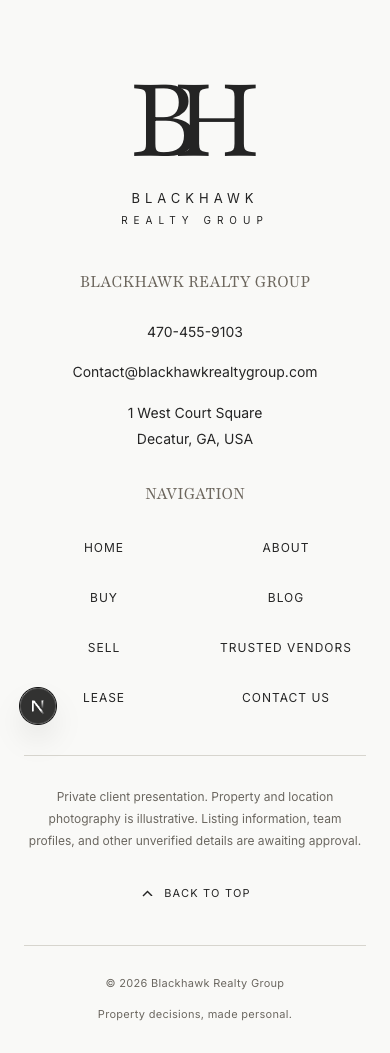 BH
BLACKHAWK
REALTY GROUP
BLACKHAWK REALTY GROUP
470-455-9103
Contact@blackhawkrealtygroup.com
1 West Court Square
Decatur, GA, USA
NAVIGATION
HOME
ABOUT
BUY
BLOG
SELL
TRUSTED VENDORS
N
LEASE
CONTACT US
Private client presentation. Property and location
photography is illustrative. Listing information, team
profiles, and other unverified details are awaiting approval.
BACK TO TOP
© 2026 Blackhawk Realty Group
Property decisions, made personal.